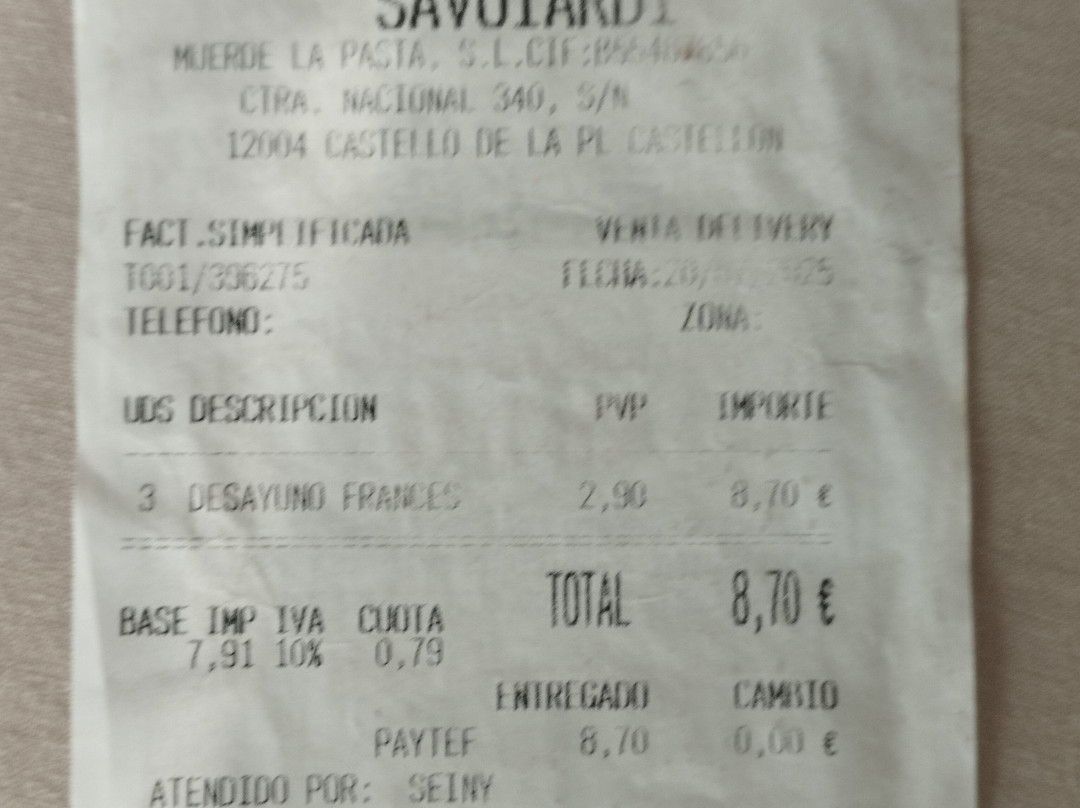 SAVOIARDI
MUERDE LA PASTA, S.L.CIF:
CTRA. NACIONAL 340, S/N
12004 CASTELLO DE LA PL CASTELLON
FACT.SIMPLIFICADA VENTA DELIVERY
T001/396275 FECHA:
TELEFONO: ZONA:
UDS DESCRIPCION PVP IMPORTE
3 DESAYUNO FRANCES 2,90 8,70 €
TOTAL 8,70 €
BASE IMP IVA CUOTA
7,91 10% 0,79
ENTREGADO CAMBIO
PAYTEF 8,70 0,00 €
ATENDIDO POR: SEINY